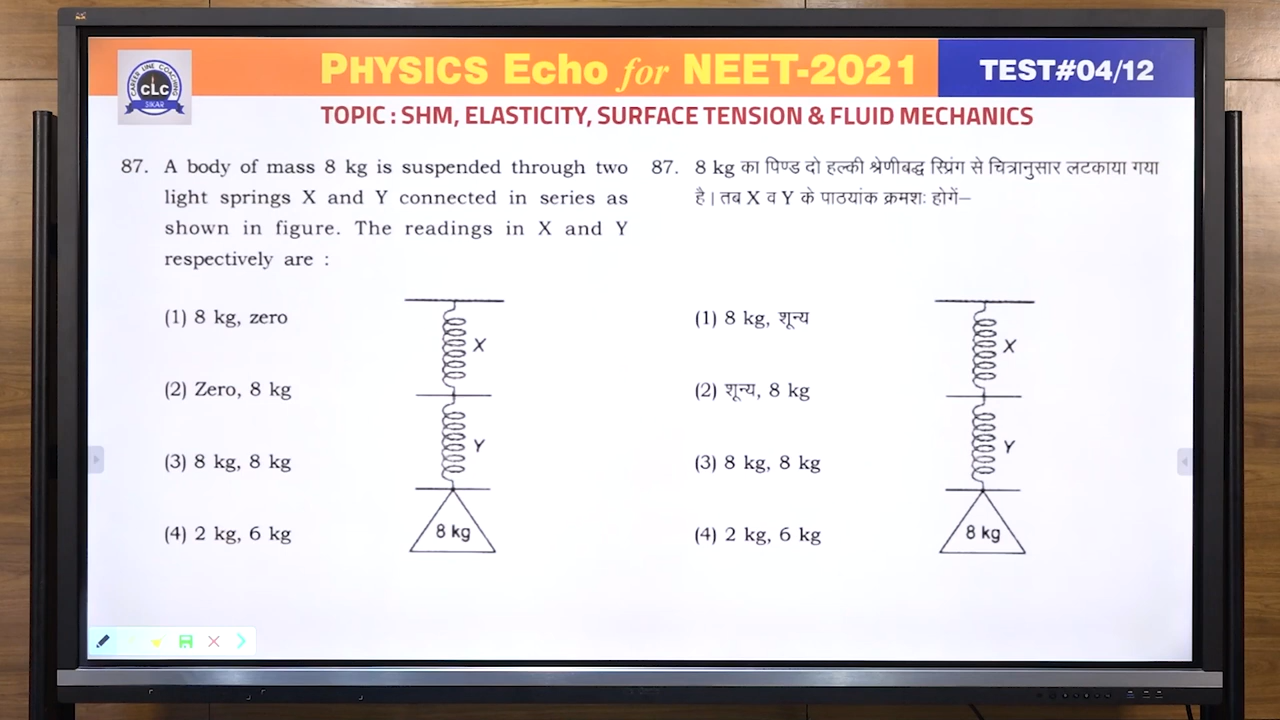 CAREER LINE COACHING
CLC
SIKAR
PHYSICS Echo for NEET-2021
TEST#04/12
TOPIC : SHM, ELASTICITY, SURFACE TENSION & FLUID MECHANICS
87. A body of mass 8 kg is suspended through two
light springs X and Y connected in series as
shown in figure. The readings in X and Y
respectively are :
(1) 8 kg, zero
(2) Zero, 8 kg
(3) 8 kg, 8 kg
(4) 2 kg, 6 kg
X
Y
8 kg
87. 8 kg का पिण्ड दो हल्की श्रेणीबद्ध स्प्रिंग से चित्रानुसार लटकाया गया
है। तब X व Y के पाठयांक क्रमशः होगें–
(1) 8 kg, शून्य
(2) शून्य, 8 kg
(3) 8 kg, 8 kg
(4) 2 kg, 6 kg
X
Y
8 kg